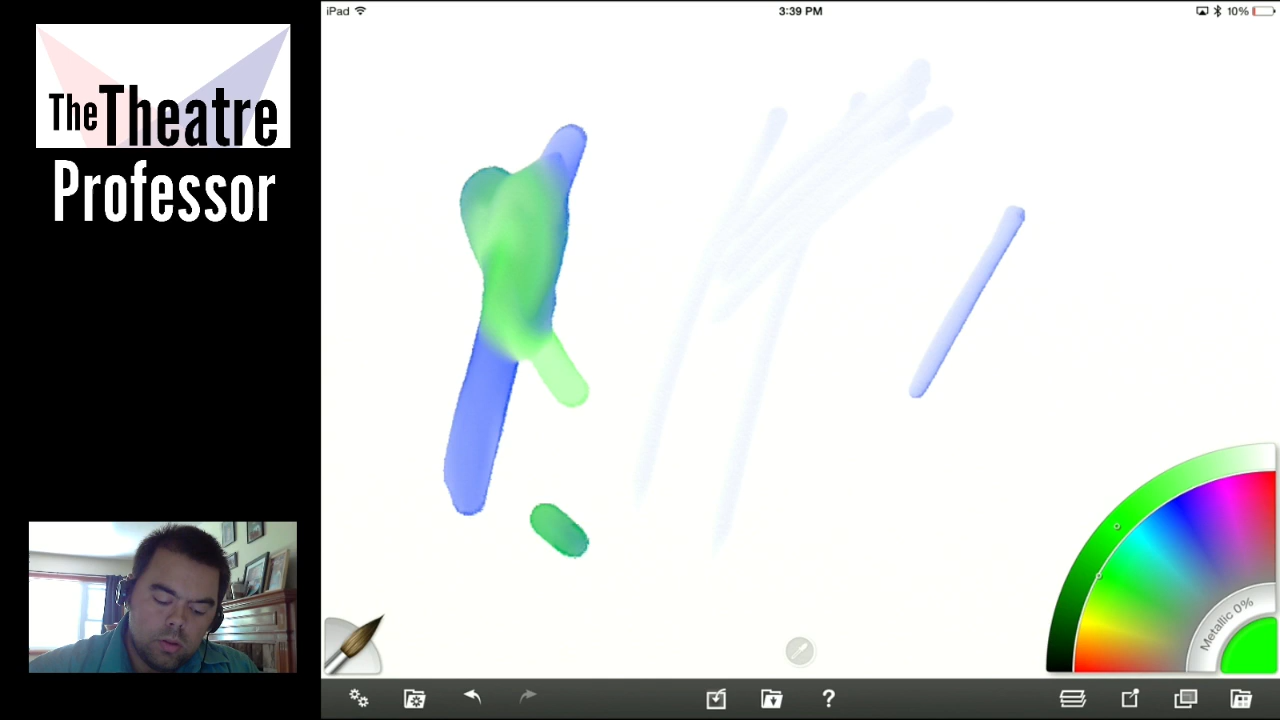 The Theatre
Professor
iPad
3:39 PM
10%
Metallic 0%
?